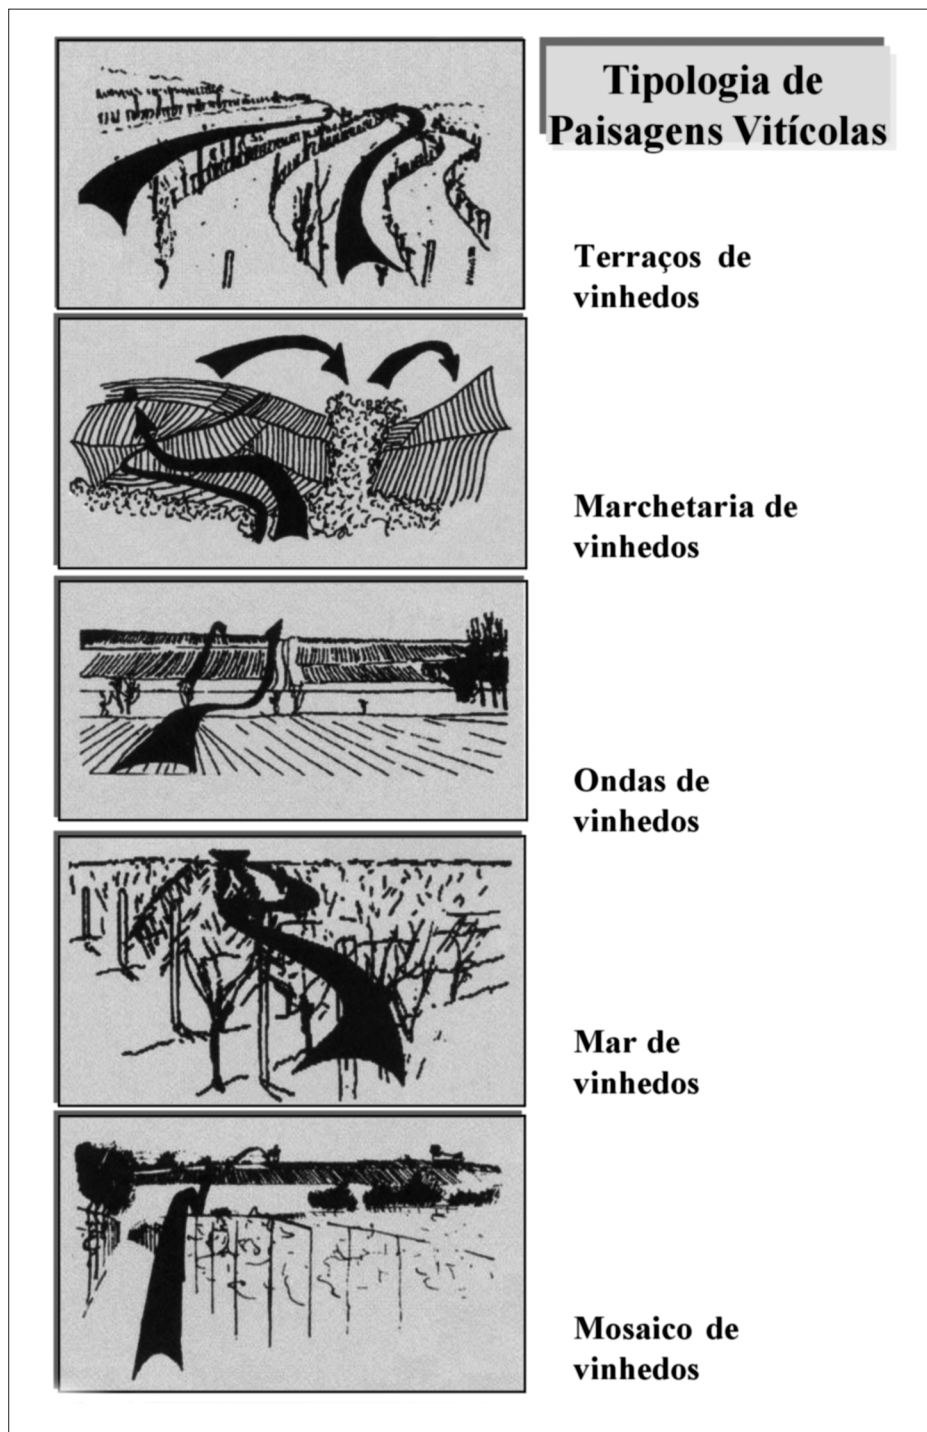 Tipologia de
Paisagens Vitícolas
Terraços de
vinhedos
Marchetaria de
vinhedos
Ondas de
vinhedos
Mar de
vinhedos
Mosaico de
vinhedos